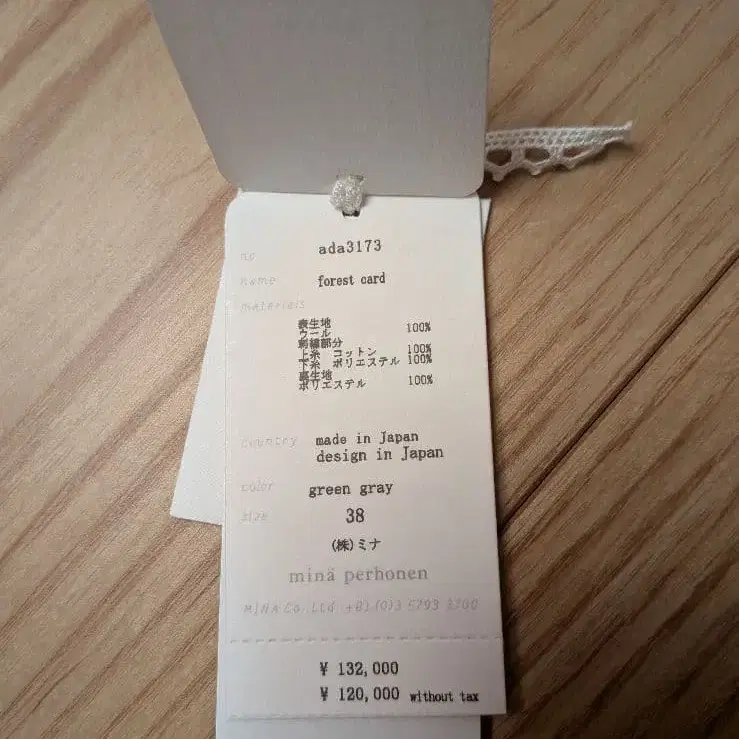 no ada3173
name forest card
materials
表生地
ウール 100%
刺繍部分
上糸 コットン 100%
下糸 ポリエステル 100%
裏生地
ポリエステル 100%
country made in Japan
design in Japan
color green gray
size 38
(株)ミナ
minä perhonen
MINA Co.,Ltd. +81(0)3 5793 3700
¥ 132,000
¥ 120,000 without tax